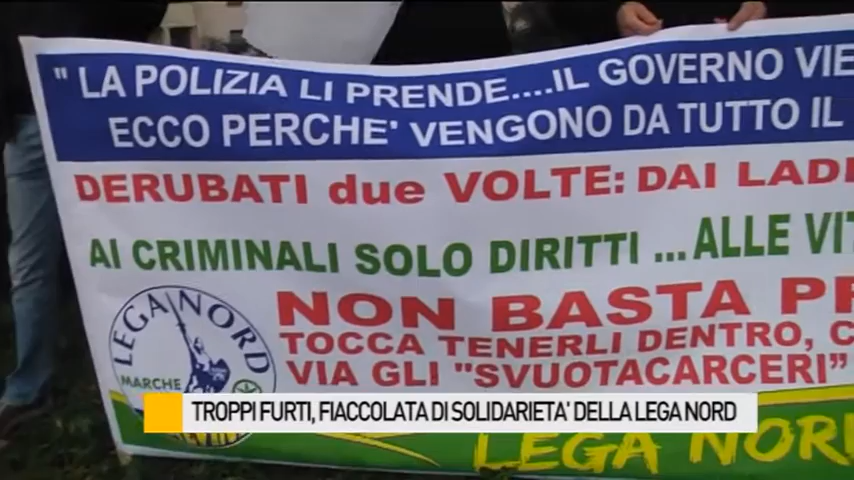 " LA POLIZIA LI PRENDE....IL GOVERNO
ECCO PERCHE' VENGONO DA TUTTO IL
DERUBATI due VOLTE: DAI
AI CRIMINALI SOLO DIRITTI ...ALLE
NON BASTA
TOCCA TENERLI DENTRO,
VIA GLI "SVUOTACARCERI"
LEGA NORD
MARCHE
TROPPI FURTI, FIACCOLATA DI SOLIDARIETA' DELLA LEGA NORD
LEGA NORD